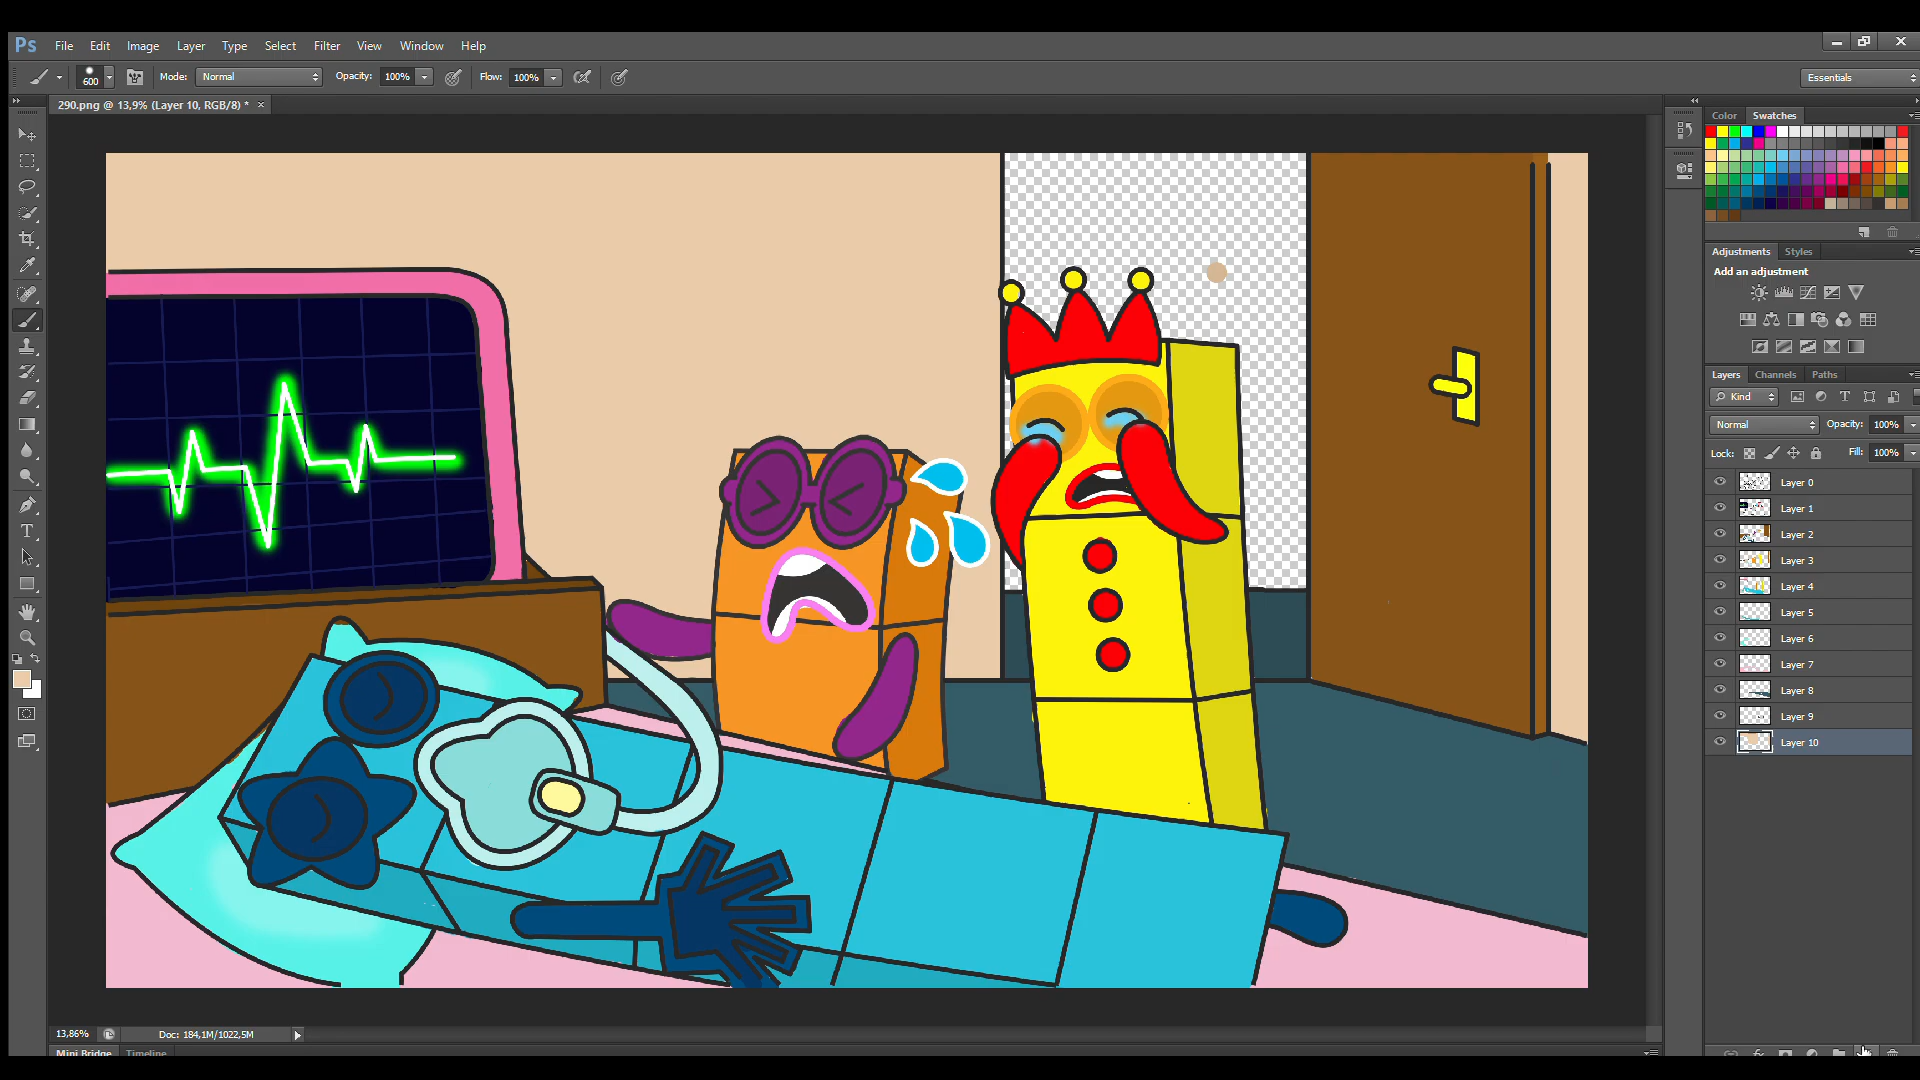 Ps File Edit Image Layer Type Select Filter View Window Help
600 Mode: Normal Opacity: 100% Flow: 100% Essentials
290.png @ 13,9% (Layer 10, RGB/8) * ×
Color Swatches
Adjustments Styles
Add an adjustment
Layers Channels Paths
Kind
Normal Opacity: 100%
Lock: Fill: 100%
Layer 0
Layer 1
Layer 2
Layer 3
Layer 4
Layer 5
Layer 6
Layer 7
Layer 8
Layer 9
Layer 10
13,86% Doc: 184,1M/1022,5M
Mini Bridge Timeline